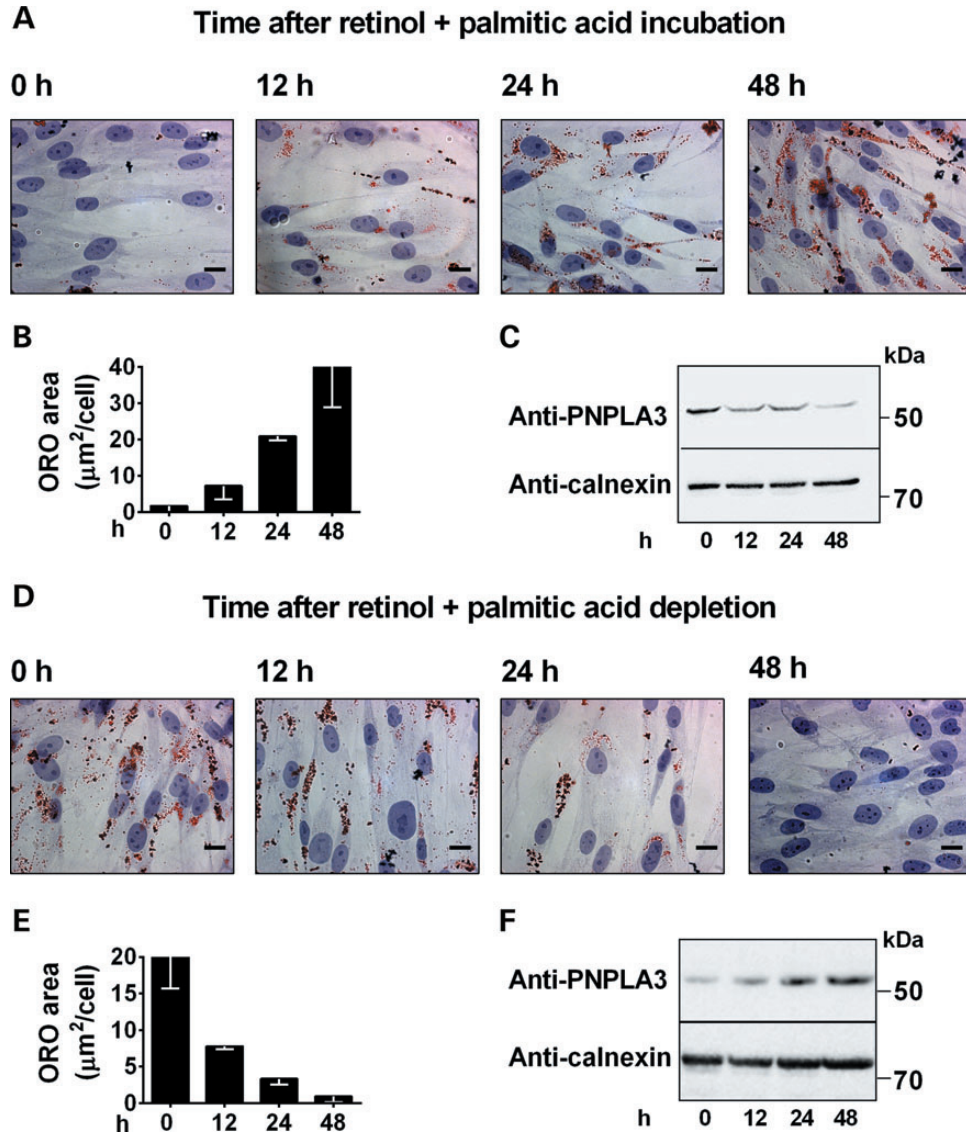 A
Time after retinol + palmitic acid incubation
0 h 12 h 24 h 48 h
B
ORO area
(μm²/cell)
40
30
20
10
0
h 0 12 24 48
C
kDa
Anti-PNPLA3
50
Anti-calnexin
70
h 0 12 24 48
D
Time after retinol + palmitic acid depletion
0 h 12 h 24 h 48 h
E
ORO area
(μm²/cell)
20
15
10
5
0
h 0 12 24 48
F
kDa
Anti-PNPLA3
50
Anti-calnexin
70
h 0 12 24 48